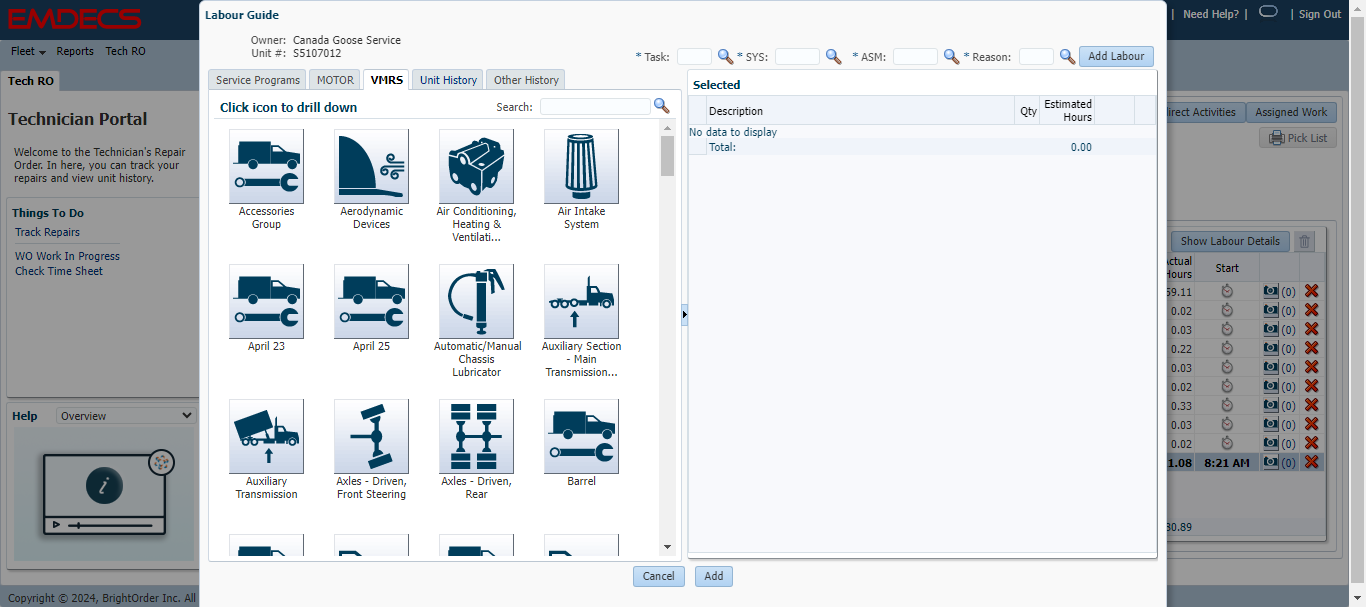 EMDECS
| Need Help? | | Sign Out
Fleet Reports Tech RO
Tech RO
Technician Portal
Welcome to the Technician's Repair
Order. In here, you can track your
repairs and view unit history.
Things To Do
Track Repairs
WO Work In Progress
Check Time Sheet
Help Overview
i
Copyright © 2024, BrightOrder Inc. All
Labour Guide
Owner: Canada Goose Service
Unit #: S5107012
* Task: * SYS: * ASM: * Reason: Add Labour
Service Programs MOTOR VMRS Unit History Other History
Click icon to drill down Search:
Accessories
Group
Aerodynamic
Devices
Air Conditioning,
Heating &
Ventilati...
Air Intake
System
April 23
April 25
Automatic/Manual
Chassis
Lubricator
Auxiliary Section
- Main
Transmission...
Auxiliary
Transmission
Axles - Driven,
Front Steering
Axles - Driven,
Rear
Barrel
Selected
Description Qty Estimated
Hours
No data to display
Total: 0.00
Cancel Add
irect Activities Assigned Work
Pick List
Show Labour Details
ctual
Hours Start
59.11 (0)
0.02 (0)
0.03 (0)
0.22 (0)
0.03 (0)
0.02 (0)
0.33 (0)
0.03 (0)
0.02 (0)
1.08 8:21 AM (0)
30.89